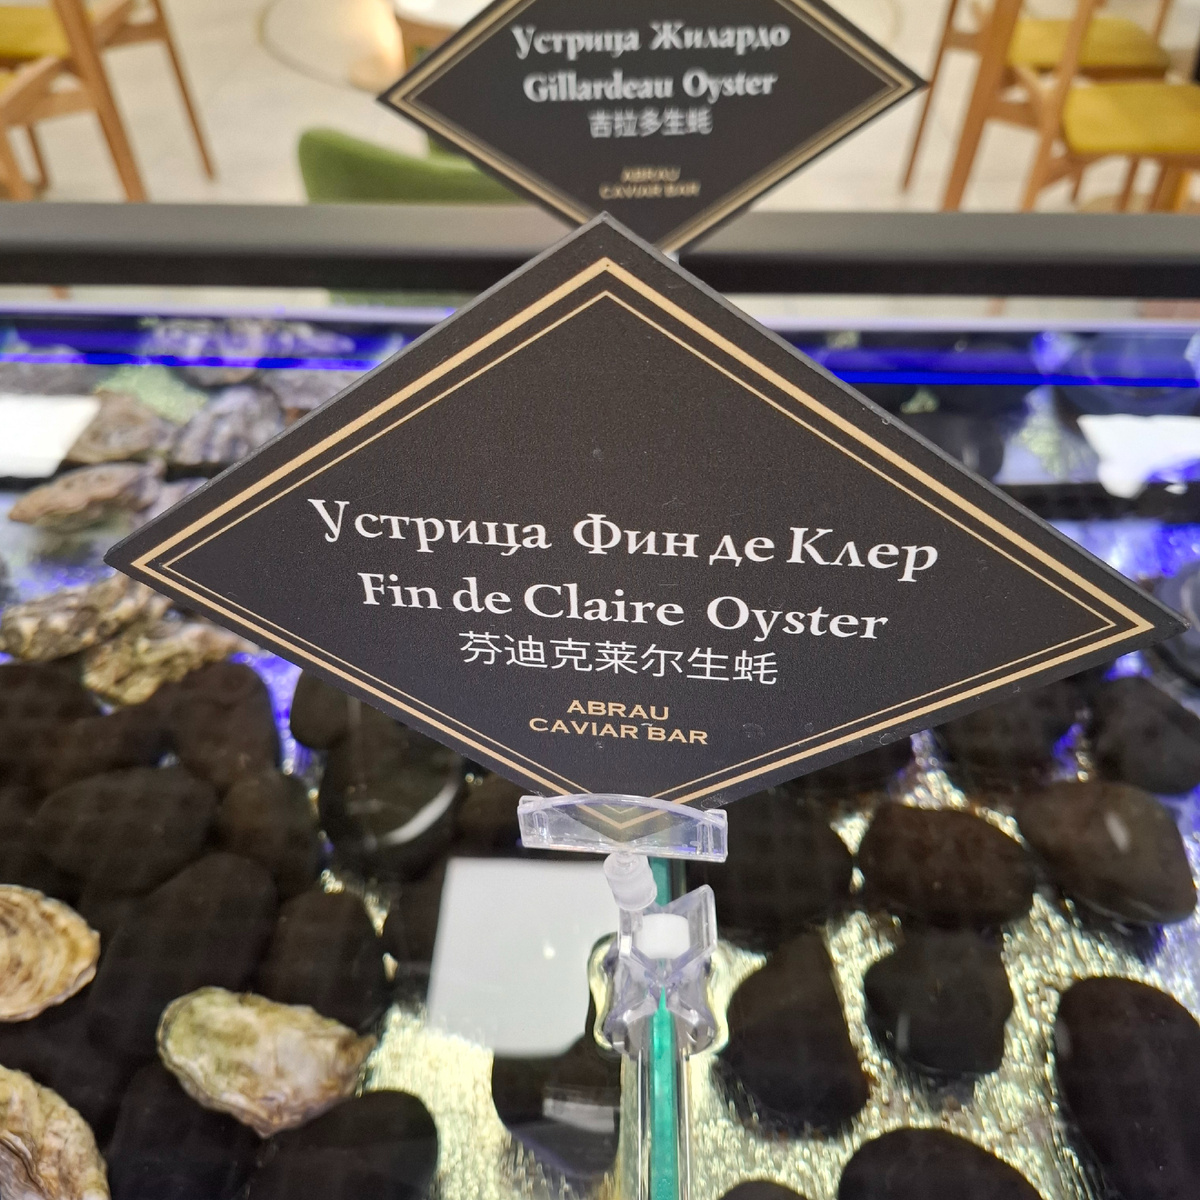 Устрица Жилардо
Gillardeau Oyster
吉拉多生蚝
ABRAU
CAVIAR BAR
Устрица Фин де Клер
Fin de Claire Oyster
芬迪克莱尔生蚝
ABRAU
CAVIAR BAR